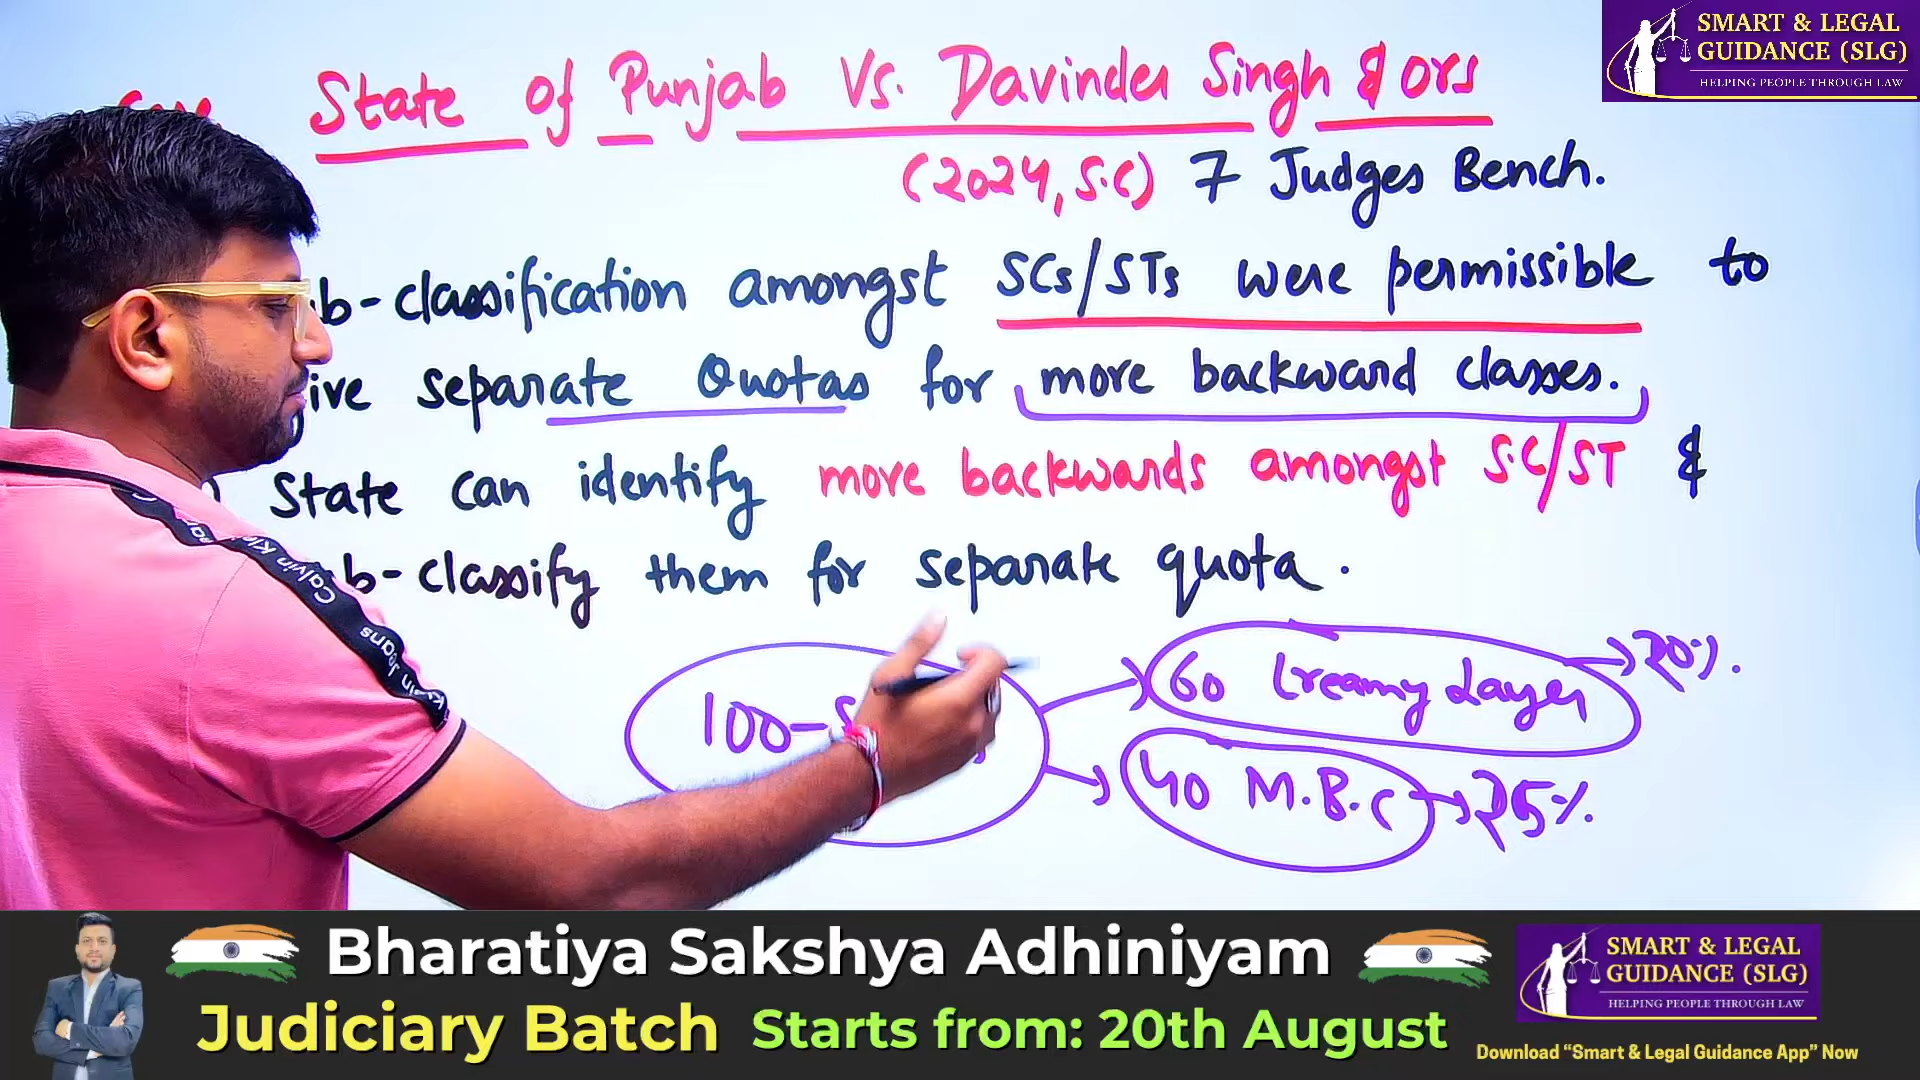 SMART & LEGAL
GUIDANCE (SLG)
HELPING PEOPLE THROUGH LAW
State of Punjab Vs. Davinder Singh & ors
(2024, S.C) 7 Judges Bench.
b-classification amongst SCs/STs were permissible to
ive separate Quotas for more backward classes.
State can identify more backwards amongst S.C/ST &
b-classify them for separate quota.
100-S
60 Creamy Layer
20%.
40 M.B.C
25%.
Calvin Klein Jeans
Bharatiya Sakshya Adhiniyam
Judiciary Batch Starts from: 20th August
SMART & LEGAL
GUIDANCE (SLG)
HELPING PEOPLE THROUGH LAW
Download “Smart & Legal Guidance App” Now